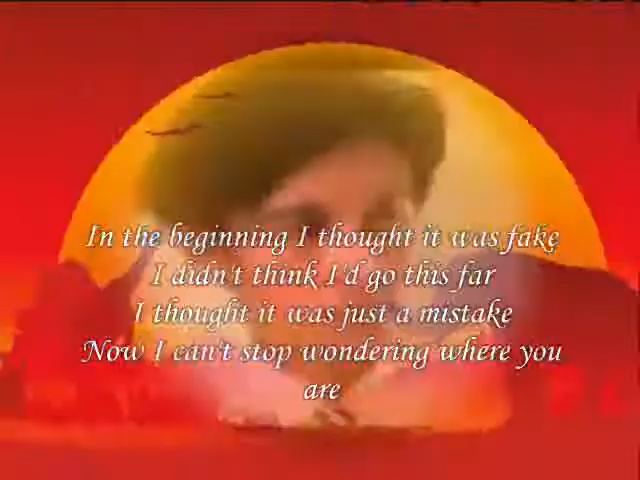 In the beginning I thought it was fake
I didn't think I'd go this far
I thought it was just a mistake
Now I can't stop wondering where you
are